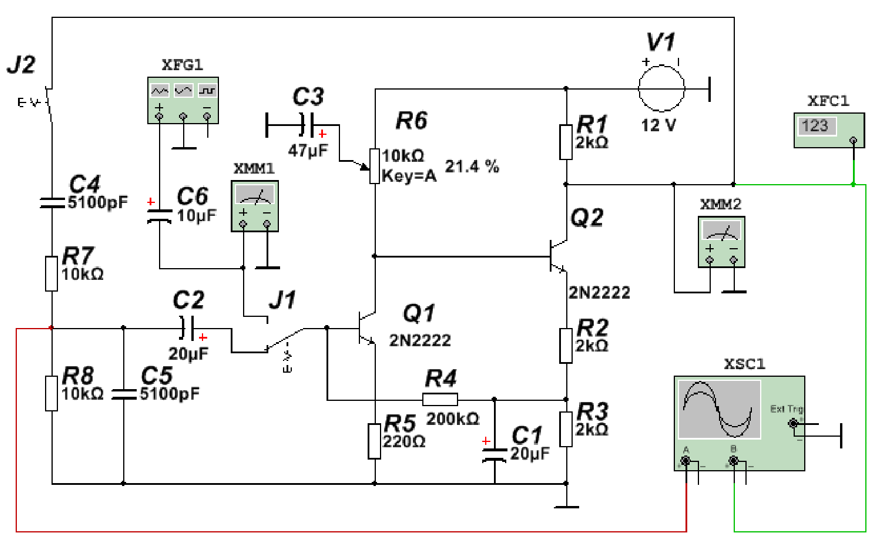 V1
J2
XFG1
12 V
XFC1
123
C3
47µF
R6
10kΩ
Key=A
21.4 %
R1
2kΩ
XMM1
C4
5100pF
C6
10µF
XMM2
Q2
2N2222
R7
10kΩ
C2
20µF
J1
Q1
2N2222
R2
2kΩ
XSC1
R8
10kΩ
C5
5100pF
R4
200kΩ
R5
220Ω
C1
20µF
R3
2kΩ
Ext Trig
A
B